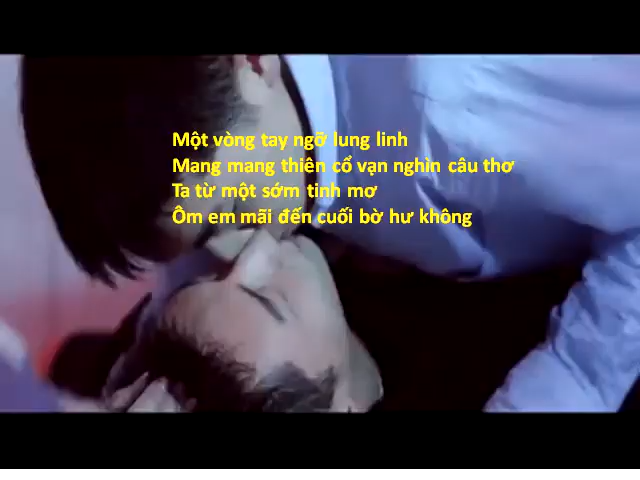 Một vòng tay ngỡ lung linh
Mang mang thiên cổ vạn nghìn câu thơ
Ta từ một sớm tinh mơ
Ôm em mãi đến cuối bờ hư không